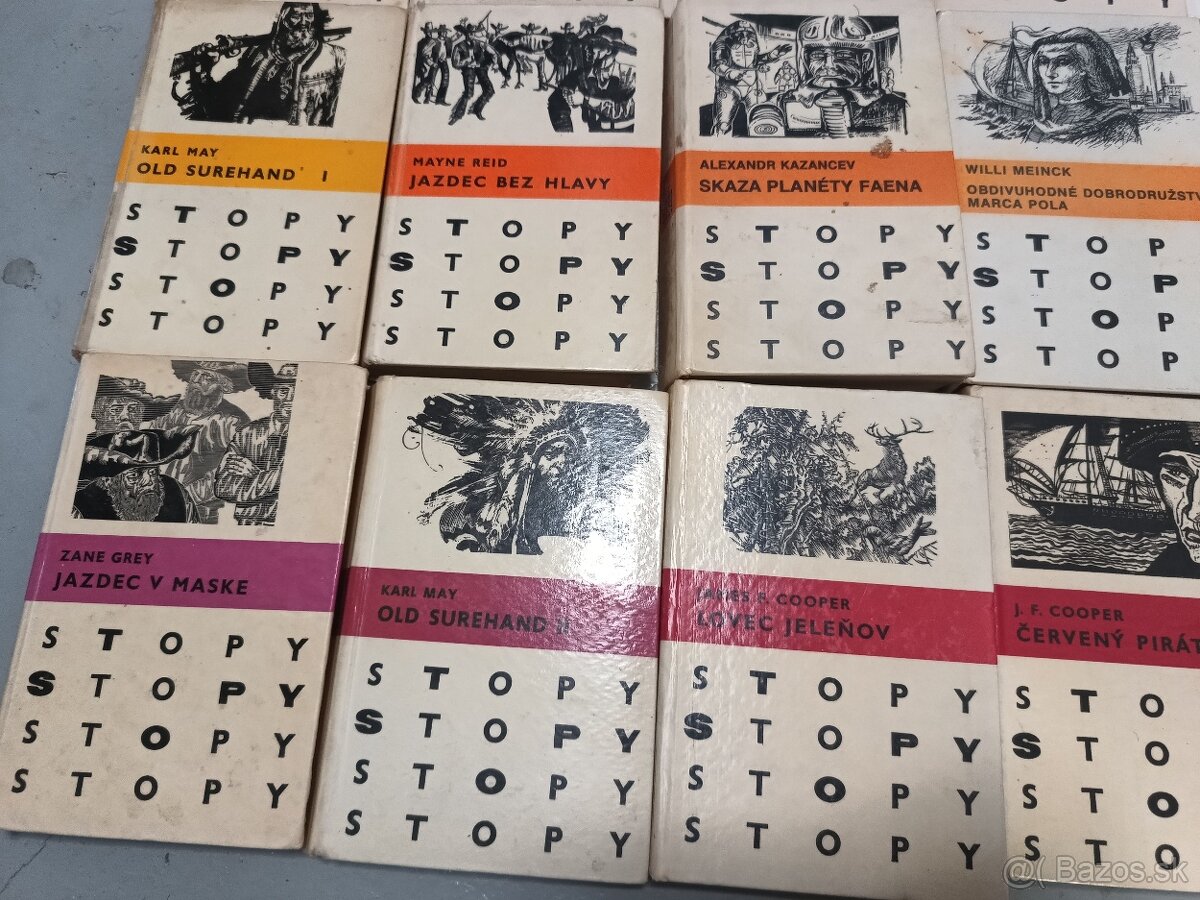 KARL MAY
OLD SUREHAND I
STOPY
STOPY
STOPY
STOPY
MAYNE REID
JAZDEC BEZ HLAVY
STOPY
STOPY
STOPY
STOPY
ALEXANDR KAZANCEV
SKAZA PLANÉTY FAENA
STOPY
STOPY
STOPY
STOPY
WILLI MEINCK
OBDIVUHODNÉ DOBRODRUŽSTV
MARCA POLA
STOP
STOP
STOP
STOP
ZANE GREY
JAZDEC V MASKE
STOPY
STOPY
STOPY
STOPY
KARL MAY
OLD SUREHAND II
STOPY
STOPY
STOPY
STOPY
JAMES F. COOPER
LOVEC JELEŇOV
STOPY
STOPY
STOPY
STOPY
J. F. COOPER
ČERVENÝ PIRÁT
STO
STO
STO
STO
Bazos.sk